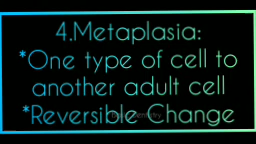 4.Metaplasia:
*One type of cell to
another adult cell
*Reversible Change